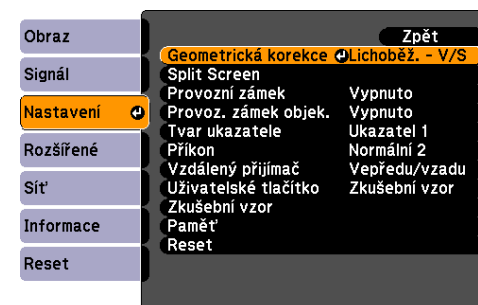 Obraz
Signál
Nastavení
Rozšířené
Síť
Informace
Reset
Zpět
Geometrická korekce Lichoběž. - V/S
Split Screen
Provozní zámek Vypnuto
Provoz. zámek objek. Vypnuto
Tvar ukazatele Ukazatel 1
Příkon Normální 2
Vzdálený přijímač Vepředu/vzadu
Uživatelské tlačítko Zkušební vzor
Zkušební vzor
Paměť
Reset